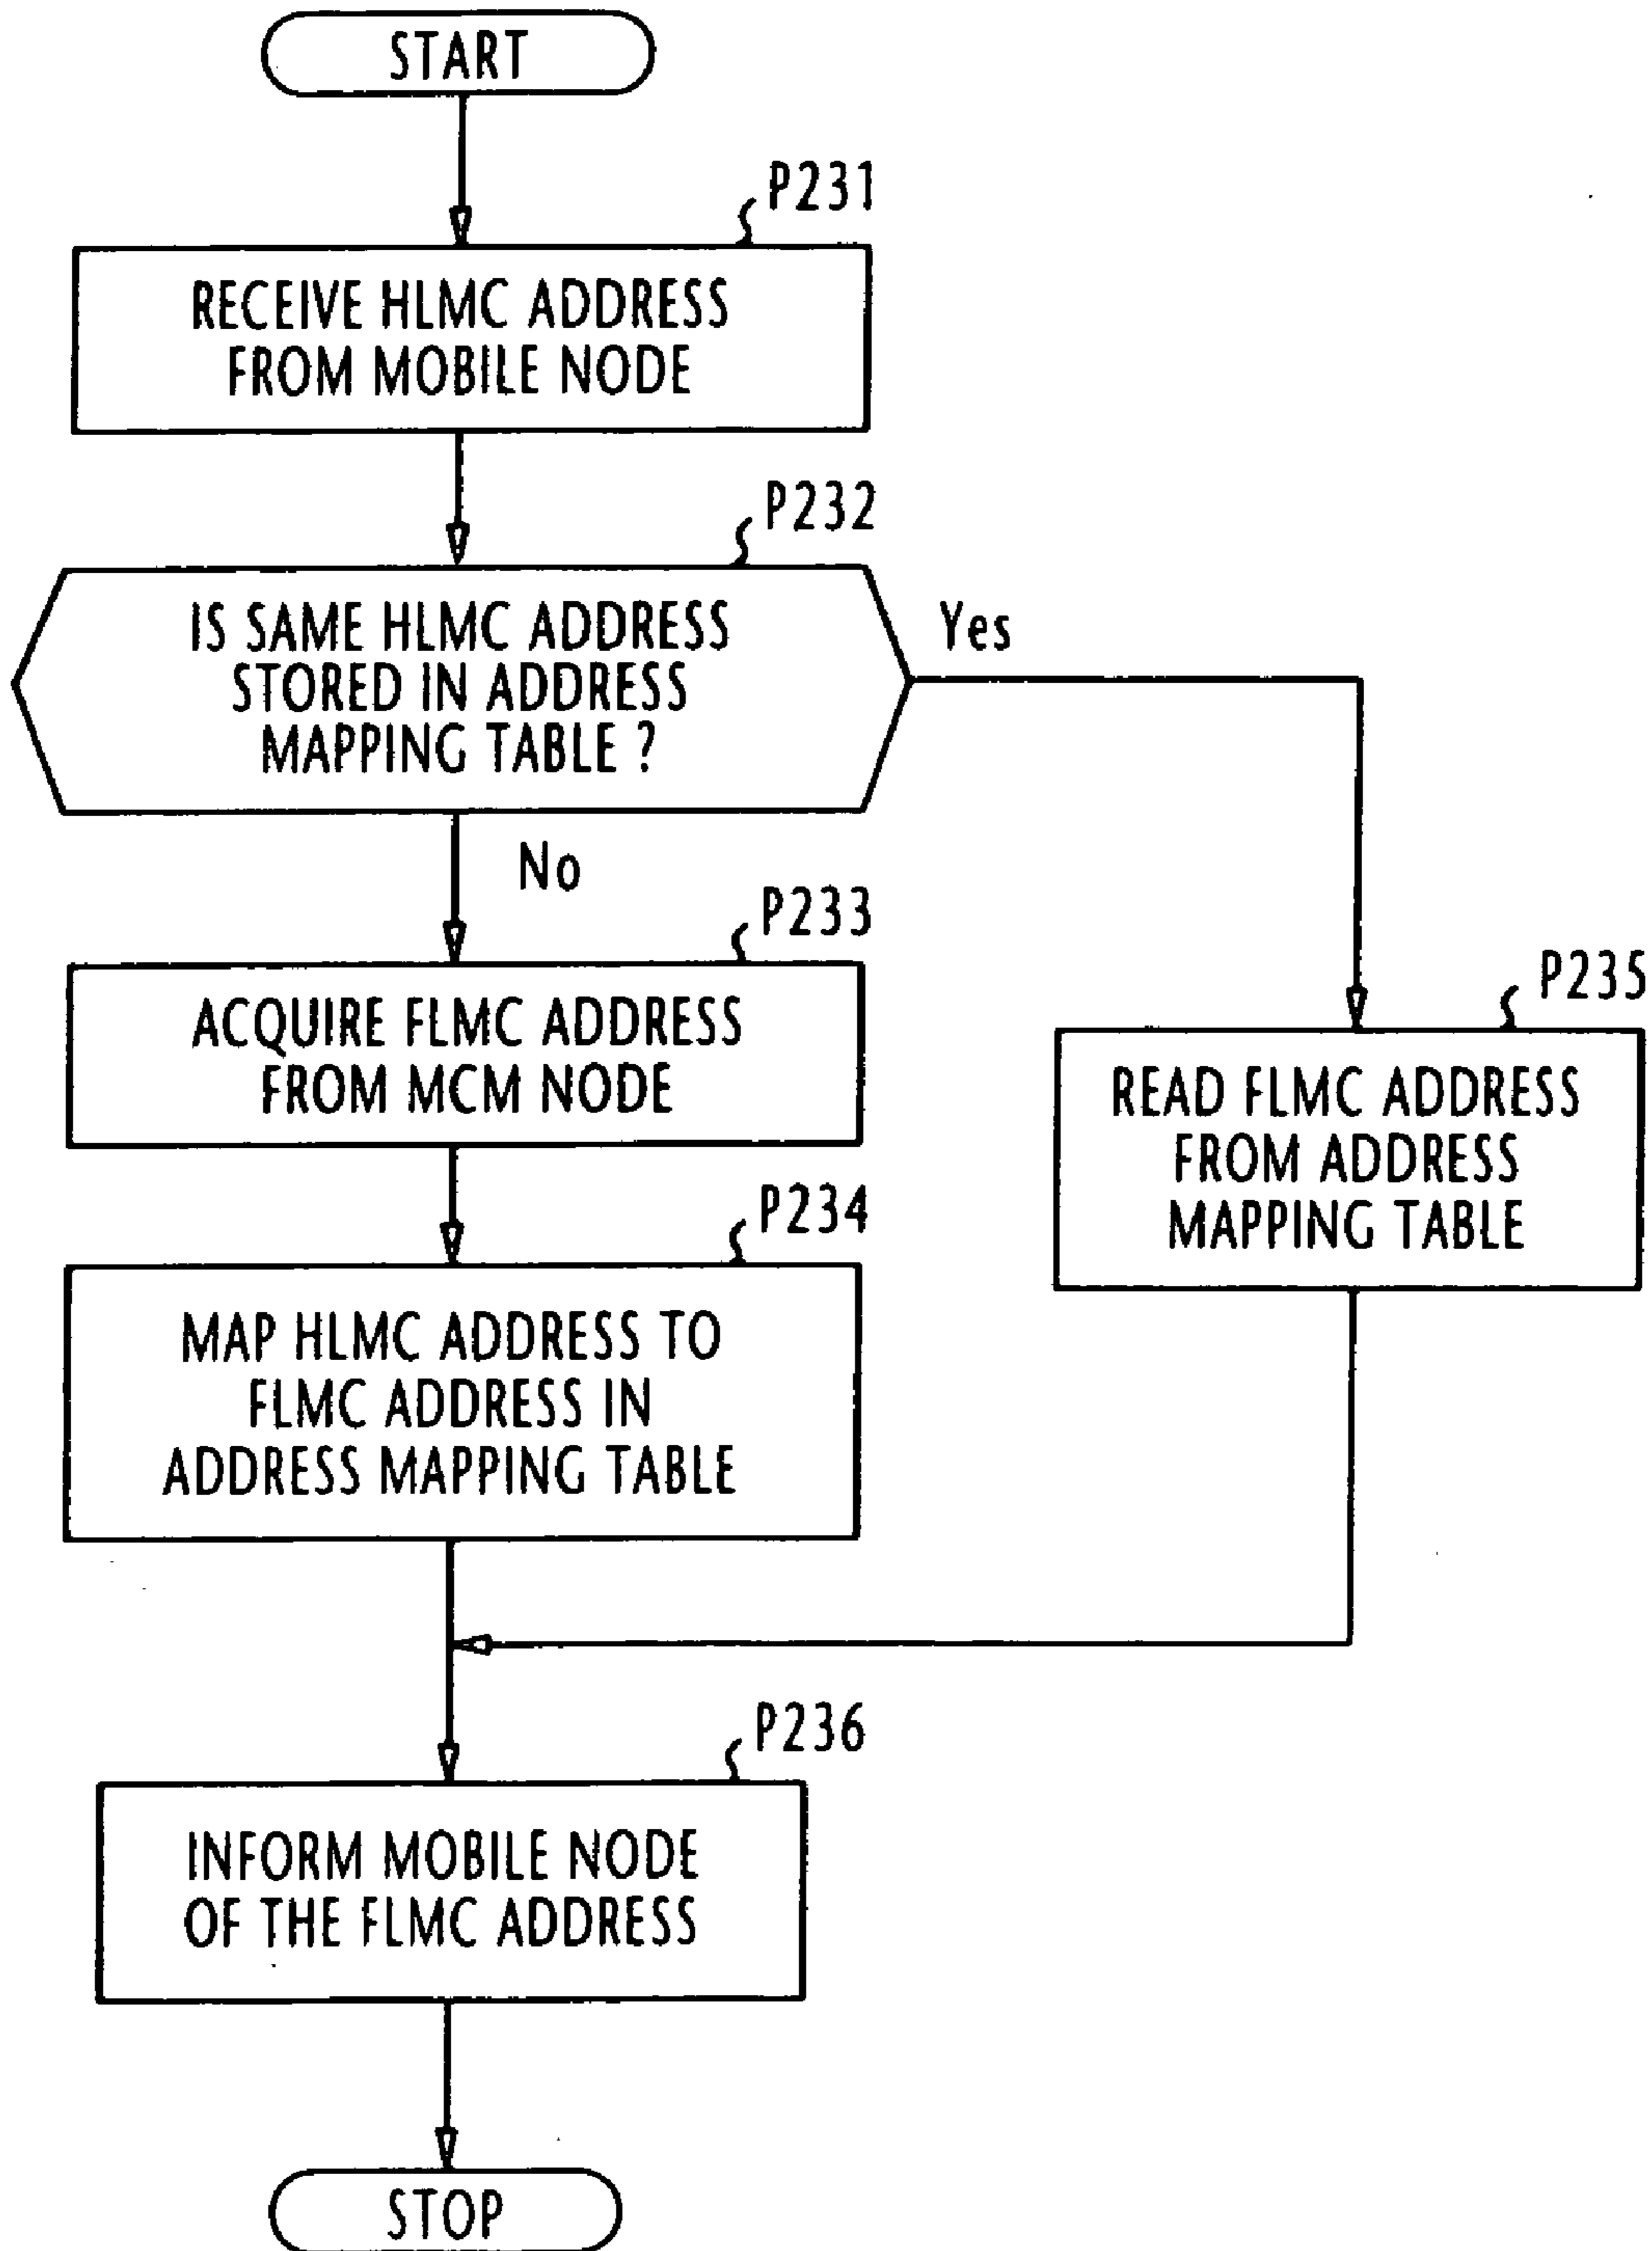 START
P231
RECEIVE HLMC ADDRESS
FROM MOBILE NODE
P232
IS SAME HLMC ADDRESS
STORED IN ADDRESS
MAPPING TABLE ?
Yes
No
P233
ACQUIRE FLMC ADDRESS
FROM MCM NODE
P235
READ FLMC ADDRESS
FROM ADDRESS
MAPPING TABLE
P234
MAP HLMC ADDRESS TO
FLMC ADDRESS IN
ADDRESS MAPPING TABLE
P236
INFORM MOBILE NODE
OF THE FLMC ADDRESS
STOP